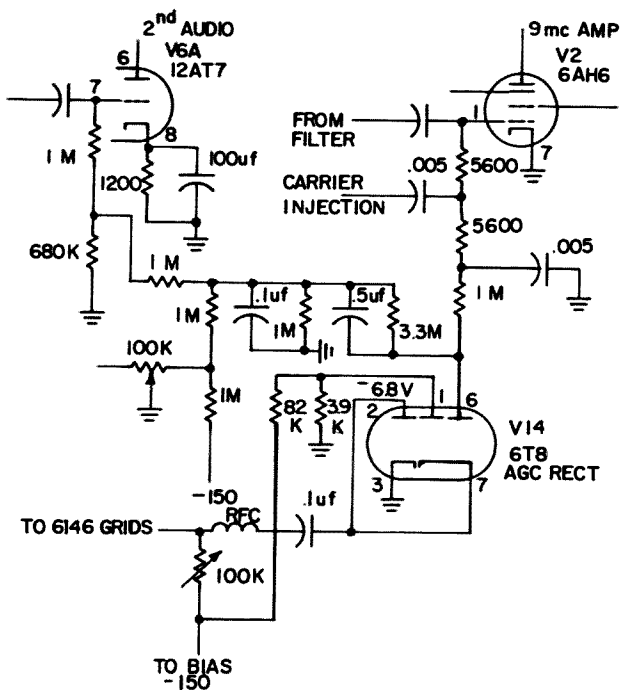 2nd AUDIO
V6A
12AT7
6
7
8
1 M
1200
100uf
680K
9mc AMP
V2
6AH6
1
7
FROM
FILTER
.005
5600
CARRIER
INJECTION
5600
.005
1 M
1 M
1M
.1uf
1M
.5uf
3.3M
100K
1M
-150
82
K
3.9
K
-6.8V
2
1
6
3
7
V14
6T8
AGC RECT
TO 6146 GRIDS
RFC
.1uf
100K
TO BIAS
-150